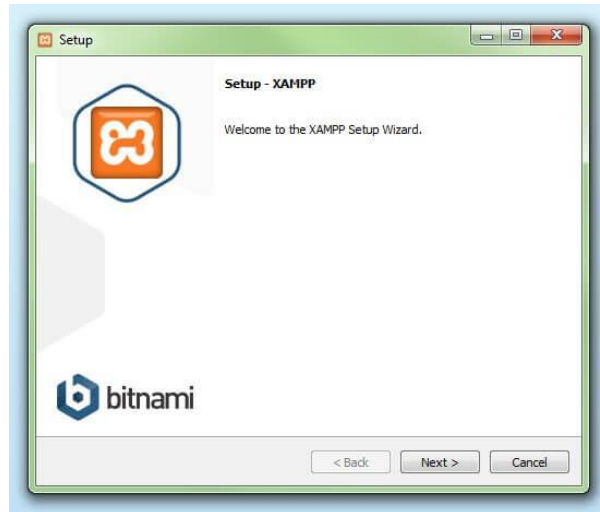 Setup
Setup - XAMPP
Welcome to the XAMPP Setup Wizard.
bitnami
< Back
Next >
Cancel